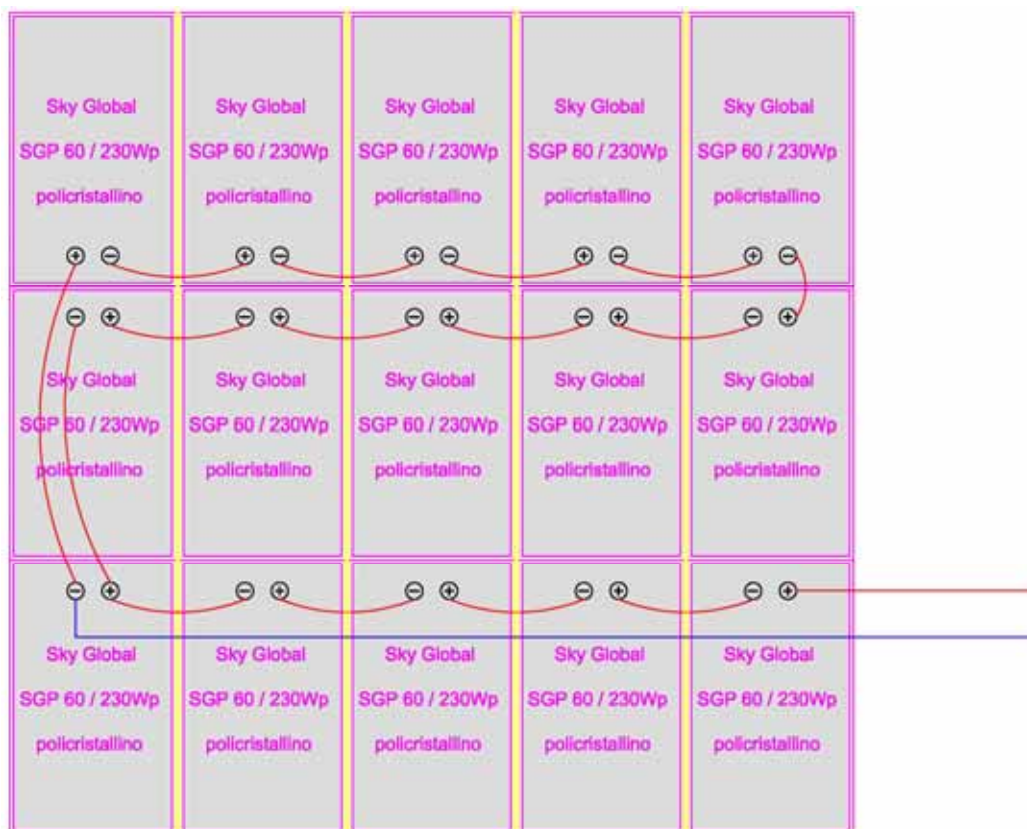 Sky Global Sky Global Sky Global Sky Global Sky Global
SGP 60 / 230Wp SGP 60 / 230Wp SGP 60 / 230Wp SGP 60 / 230Wp SGP 60 / 230Wp
policristallino policristallino policristallino policristallino policristallino
+ − + − + − + − + −
− + − + − + − + − +
Sky Global Sky Global Sky Global Sky Global Sky Global
SGP 60 / 230Wp SGP 60 / 230Wp SGP 60 / 230Wp SGP 60 / 230Wp SGP 60 / 230Wp
policristallino policristallino policristallino policristallino policristallino
− + − + − + − + − +
Sky Global Sky Global Sky Global Sky Global Sky Global
SGP 60 / 230Wp SGP 60 / 230Wp SGP 60 / 230Wp SGP 60 / 230Wp SGP 60 / 230Wp
policristallino policristallino policristallino policristallino policristallino